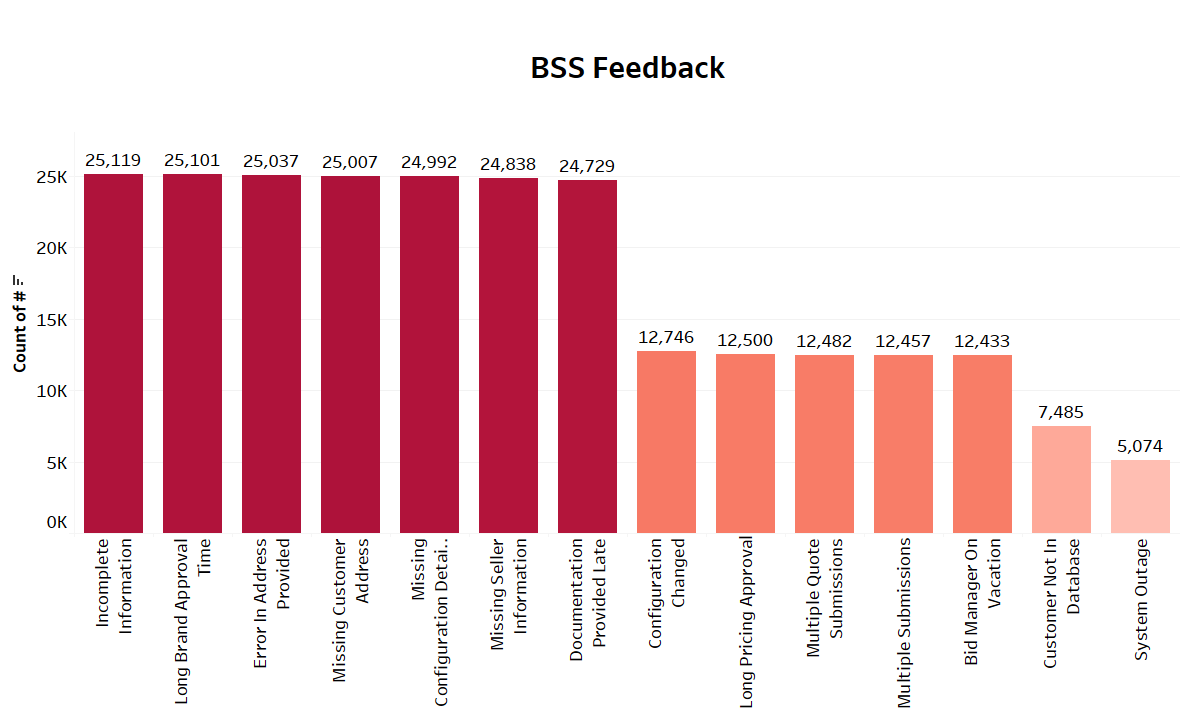 BSS Feedback
Count of #
25K
20K
15K
10K
5K
0K
25,119
25,101
25,037
25,007
24,992
24,838
24,729
12,746
12,500
12,482
12,457
12,433
7,485
5,074
Incomplete
Information
Long Brand Approval
Time
Error In Address
Provided
Missing Customer
Address
Missing
Configuration Detai..
Missing Seller
Information
Documentation
Provided Late
Configuration
Changed
Long Pricing Approval
Multiple Quote
Submissions
Multiple Submissions
Bid Manager On
Vacation
Customer Not In
Database
System Outage